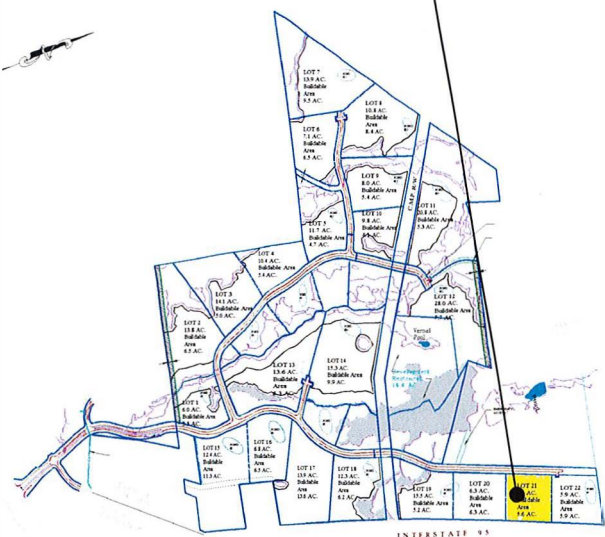 LOT 7
13.9 AC.
Buildable
Area
9.5 AC.
LOT 8
10.8 AC.
Buildable
Area
8.4 AC.
LOT 6
7.1 AC.
Buildable
Area
6.5 AC.
LOT 9
8.0 AC.
Buildable
Area
5.4 AC.
C.M.P. R/W
LOT 10
9.8 AC.
Buildable
Area
LOT 11
20.8 AC.
Buildable
Area
5.3 AC.
LOT 5
11.7 AC.
Buildable
Area
4.7 AC.
LOT 4
10.4 AC.
Buildable
Area
LOT 3
14.1 AC.
Buildable
Area
5.0 AC.
LOT 12
28.0 AC.
Buildable
Area
LOT 2
13.8 AC.
Buildable
Area
6.5 AC.
Vernal
Pool
LOT 13
13.6 AC.
Buildable
Area
LOT 14
15.3 AC.
Buildable
Area
9.9 AC.
LOT 1
6.0 AC.
Buildable
Area
LOT 15
12.4 AC.
Buildable
Area
11.3 AC.
LOT 16
6.8 AC.
Buildable
Area
6.5 AC.
LOT 17
13.9 AC.
Buildable
Area
13.6 AC.
LOT 18
12.3 AC.
Buildable
Area
6.2 AC.
LOT 19
Buildable
Area
5.2 AC.
LOT 20
6.3 AC.
Buildable
Area
6.3 AC.
LOT 21
AC.
Buildable
Area
5.6 AC.
LOT 22
5.9 AC.
Buildable
Area
5.9 AC.
INTERSTATE 95